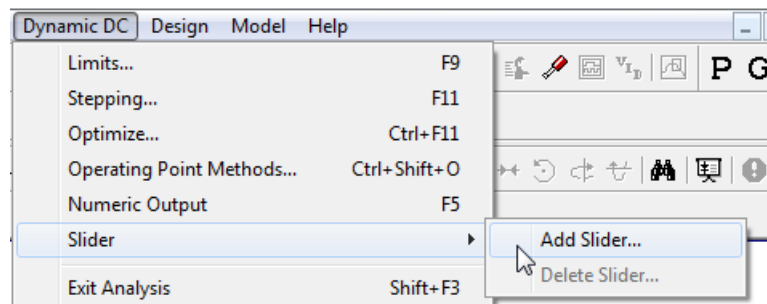 Dynamic DC Design Model Help
Limits... F9
Stepping... F11
Optimize... Ctrl+F11
Operating Point Methods... Ctrl+Shift+O
Numeric Output F5
Slider
Add Slider...
Delete Slider...
Exit Analysis Shift+F3
P G